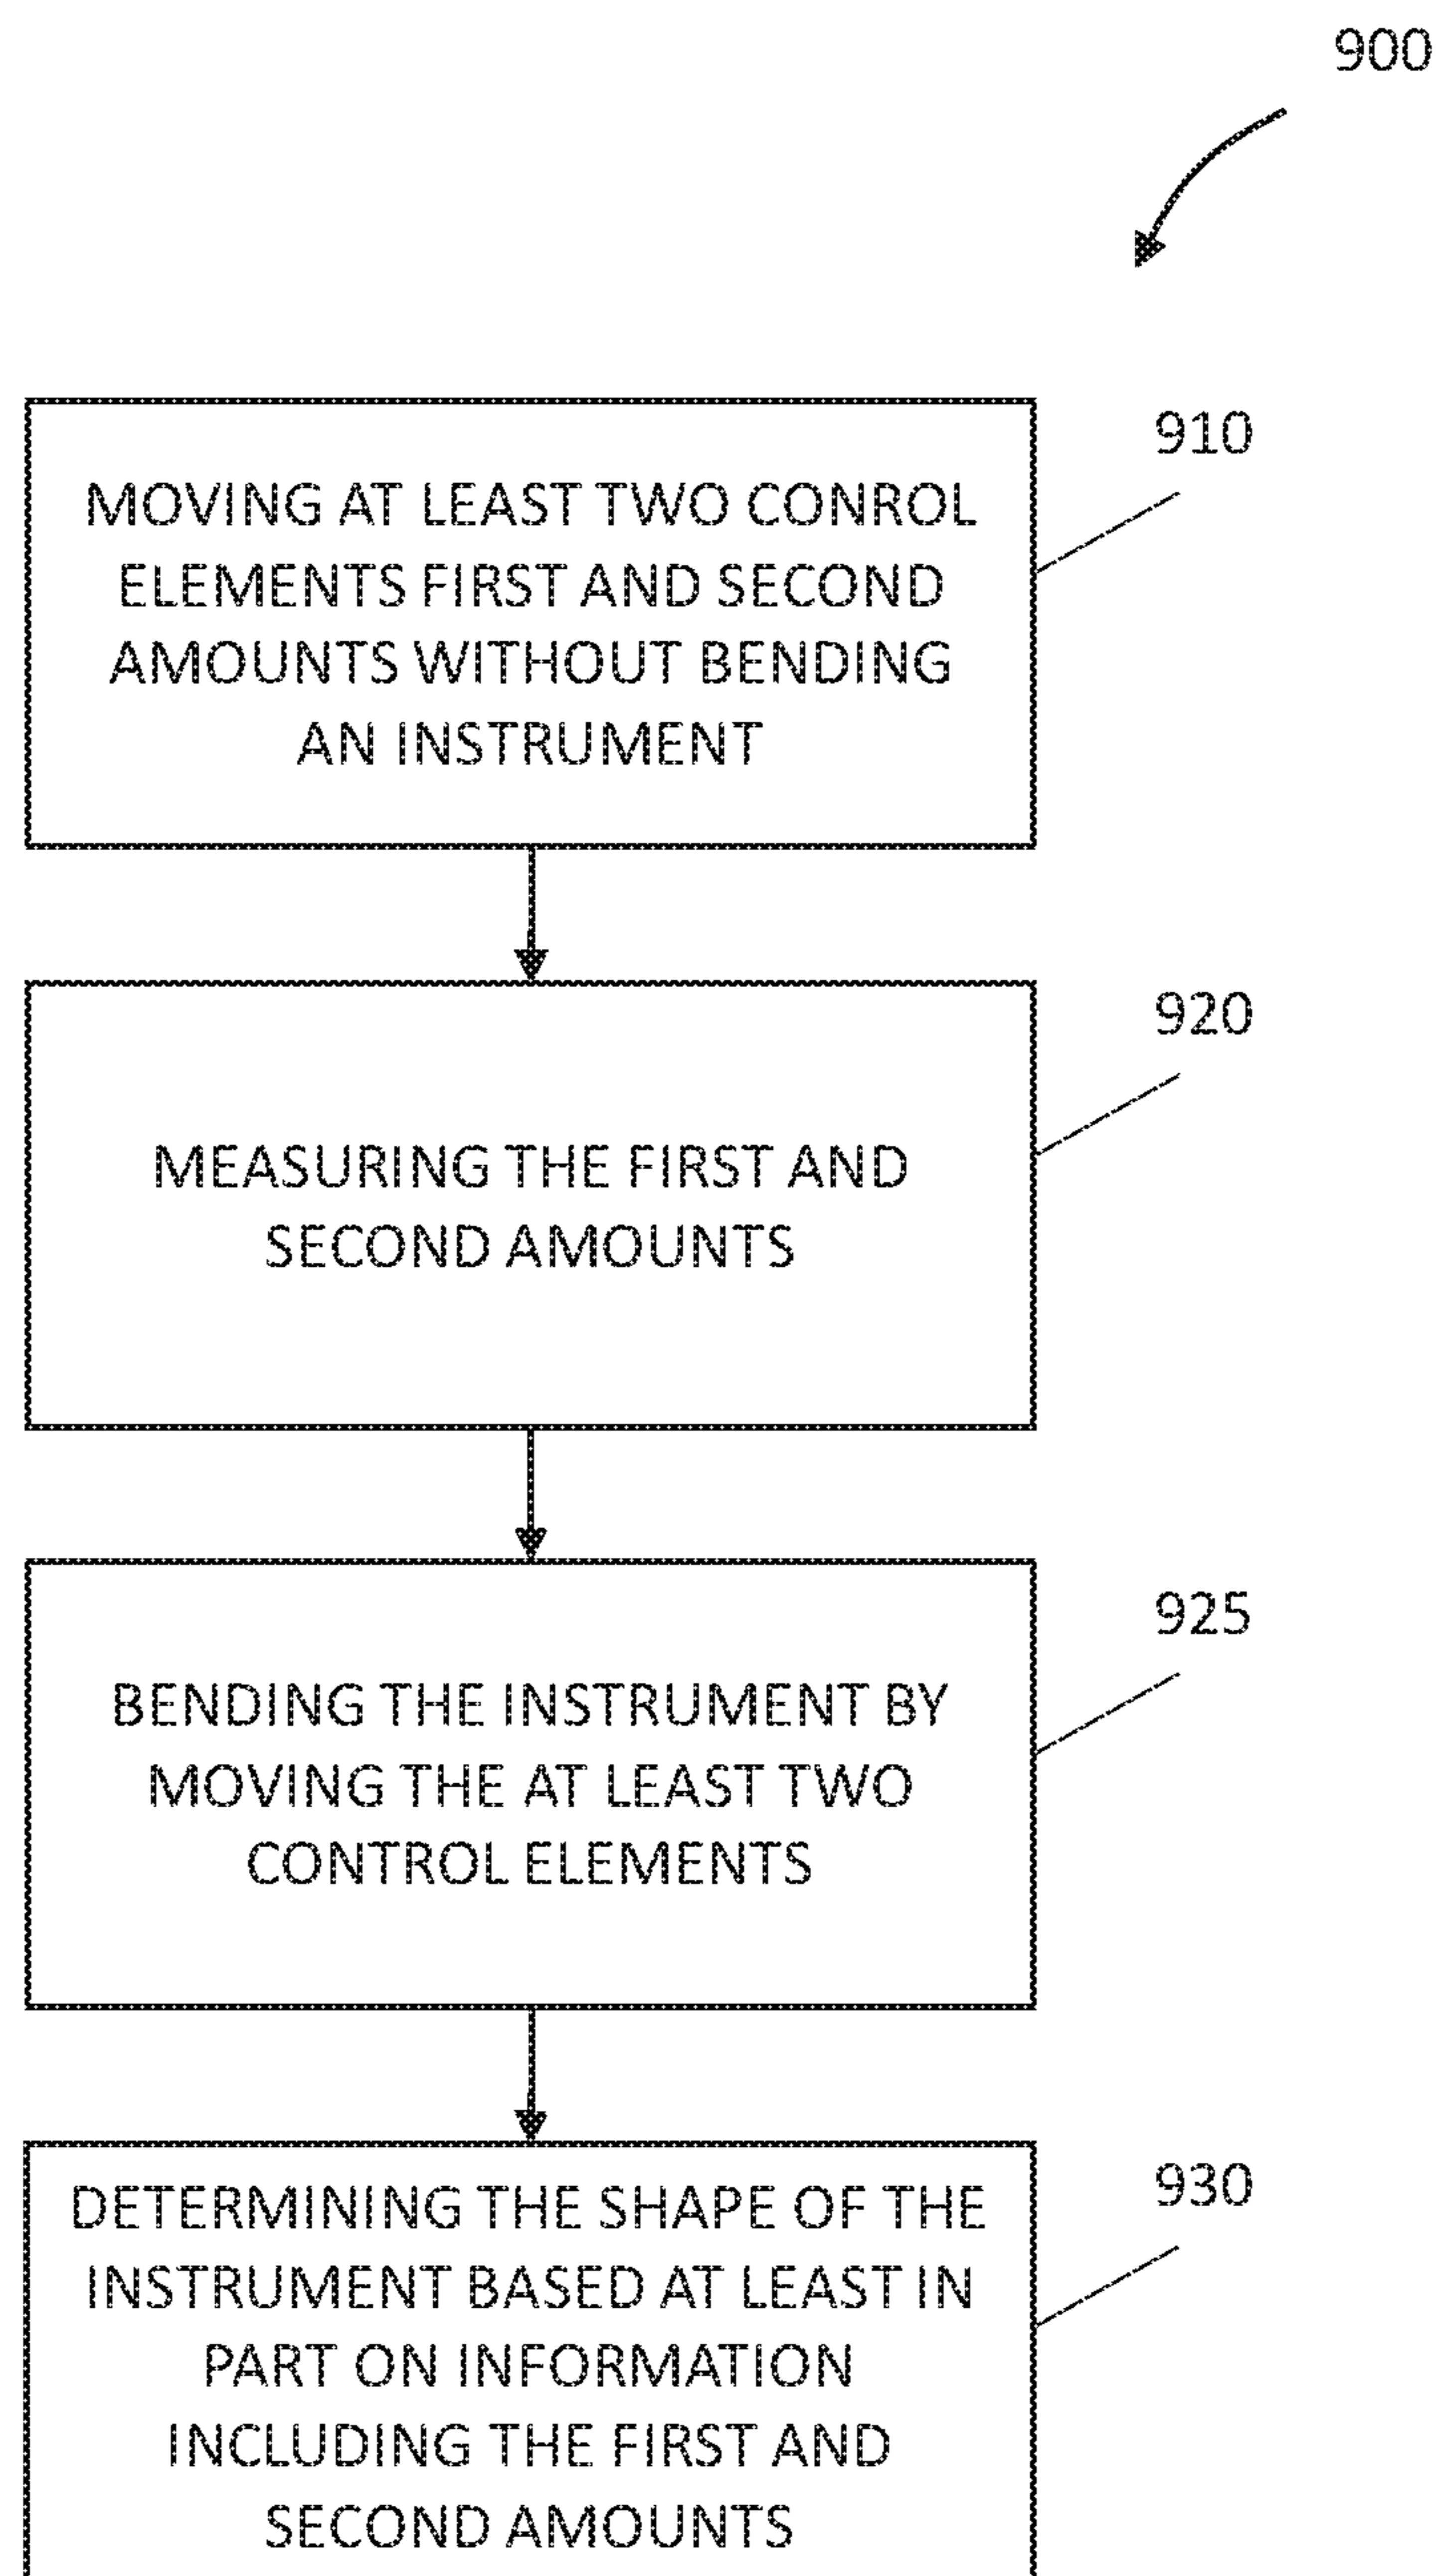 900
910
MOVING AT LEAST TWO CONROL
ELEMENTS FIRST AND SECOND
AMOUNTS WITHOUT BENDING
AN INSTRUMENT
920
MEASURING THE FIRST AND
SECOND AMOUNTS
925
BENDING THE INSTRUMENT BY
MOVING THE AT LEAST TWO
CONTROL ELEMENTS
930
DETERMINING THE SHAPE OF THE
INSTRUMENT BASED AT LEAST IN
PART ON INFORMATION
INCLUDING THE FIRST AND
SECOND AMOUNTS